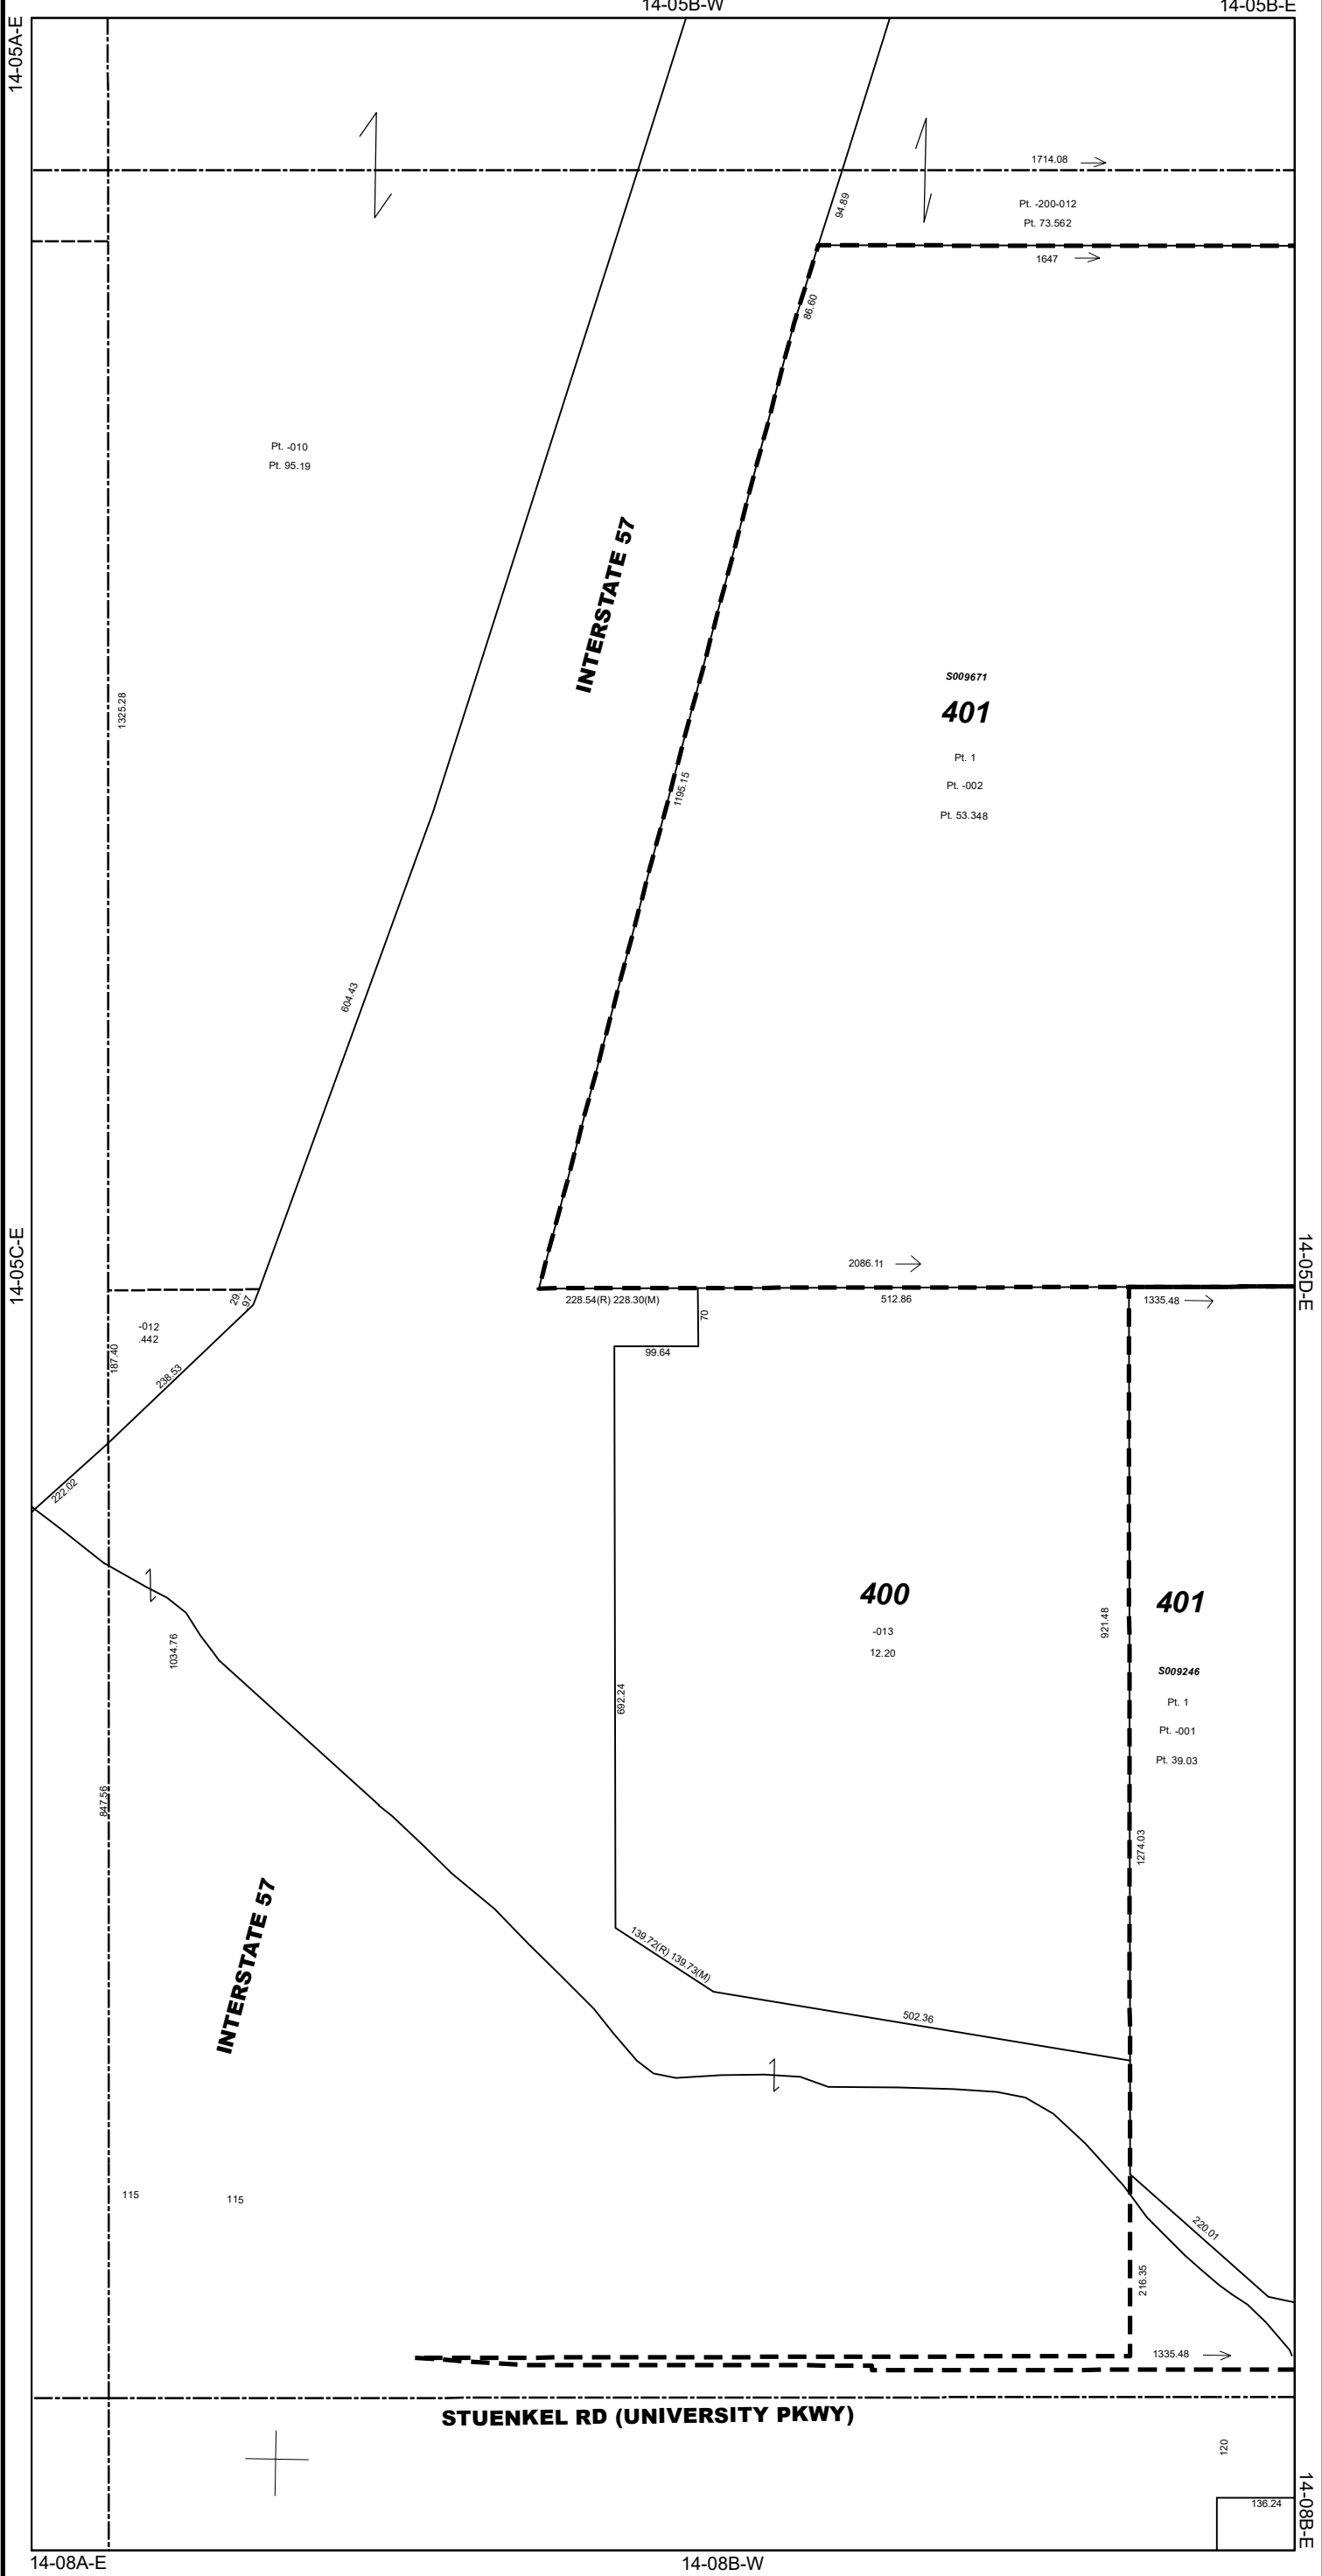 14-05B-W
14-05B-E
14-05A-E
1714.08
94.89
Pt. -200-012
Pt. 73.562
1647
86.60
Pt. -010
Pt. 95.19
INTERSTATE 57
S009671
401
Pt. 1
Pt. -002
Pt. 53.348
1325.28
1195.15
604.43
14-05C-E
14-05D-E
2086.11
29.
97
228.54(R) 228.30(M)
512.86
1335.48
70
-012
.442
187.40
99.64
238.53
222.02
400
-013
12.20
921.48
401
1034.76
S009246
Pt. 1
Pt. -001
Pt. 39.03
692.24
847.56
1274.03
INTERSTATE 57
139.72(R) 139.73(M)
502.36
115
115
220.01
216.35
1335.48
STUENKEL RD (UNIVERSITY PKWY)
120
136.24
14-08B-E
14-08A-E
14-08B-W